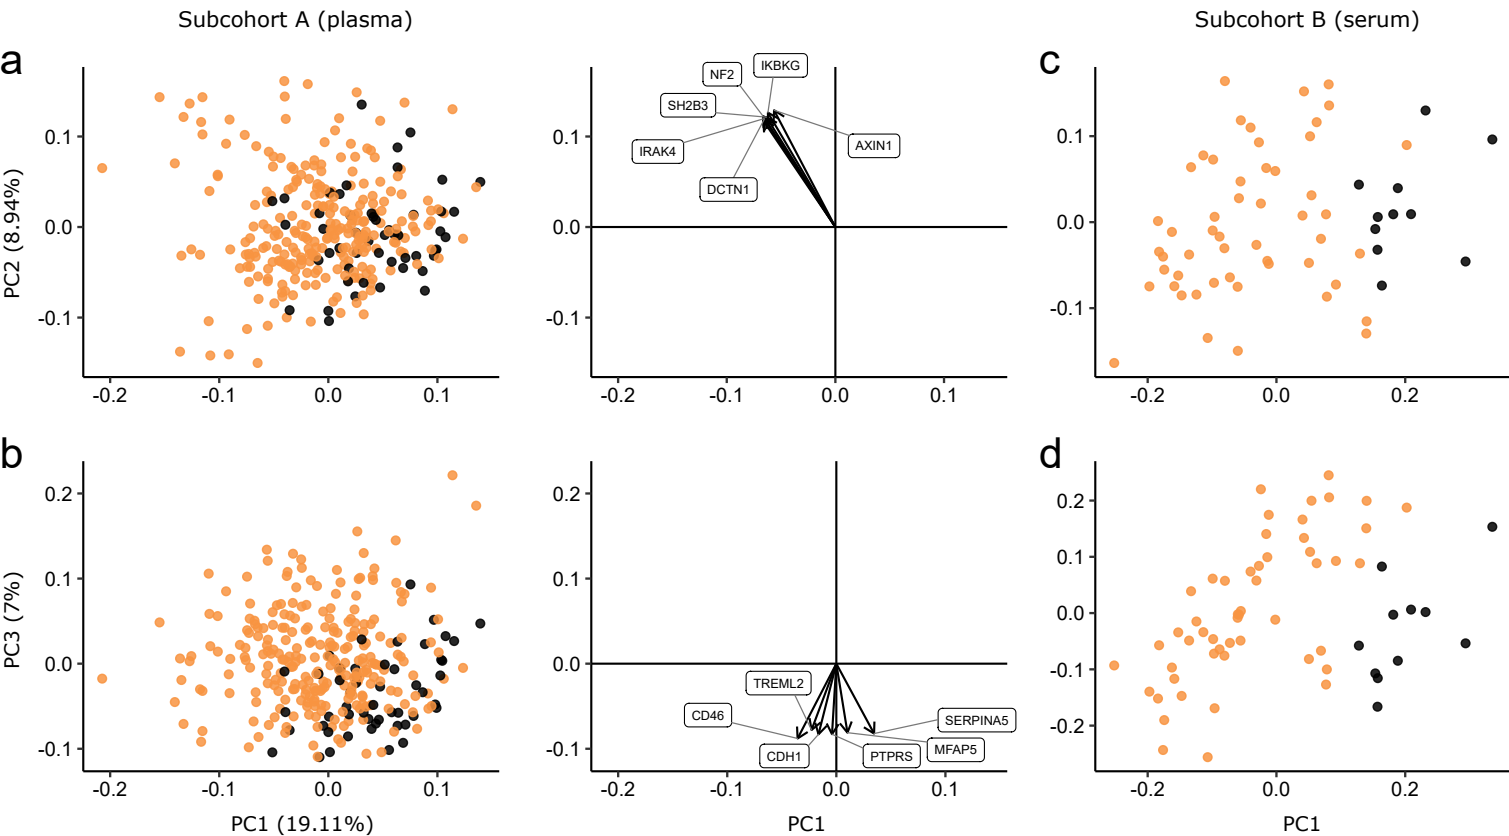 Subcohort A (plasma)
Subcohort B (serum)
a
PC2 (8.94%)
0.1
0.0
-0.1
-0.2
-0.1
0.0
0.1
IKBKG
NF2
SH2B3
IRAK4
AXIN1
DCTN1
0.1
0.0
-0.1
-0.2
-0.1
0.0
0.1
c
0.1
0.0
-0.1
-0.2
0.0
0.2
b
PC3 (7%)
0.2
0.1
0.0
-0.1
-0.2
-0.1
0.0
0.1
PC1 (19.11%)
0.2
0.1
0.0
-0.1
TREML2
CD46
SERPINA5
CDH1
PTPRS
MFAP5
-0.2
-0.1
0.0
0.1
PC1
d
0.2
0.1
0.0
-0.1
-0.2
-0.2
0.0
0.2
PC1